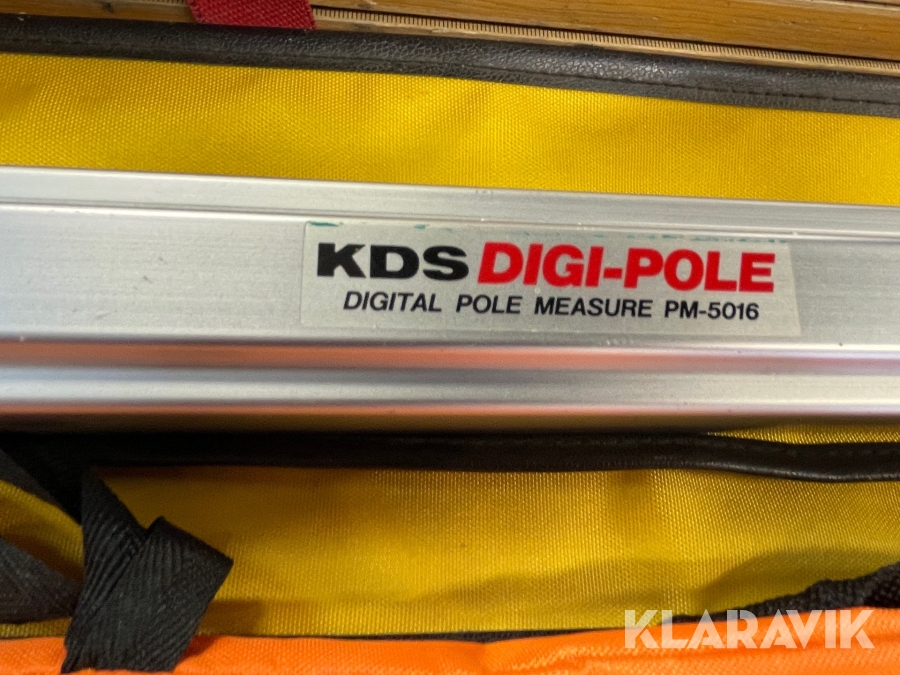 KDS DIGI-POLE
DIGITAL POLE MEASURE PM-5016
KLARAVIK